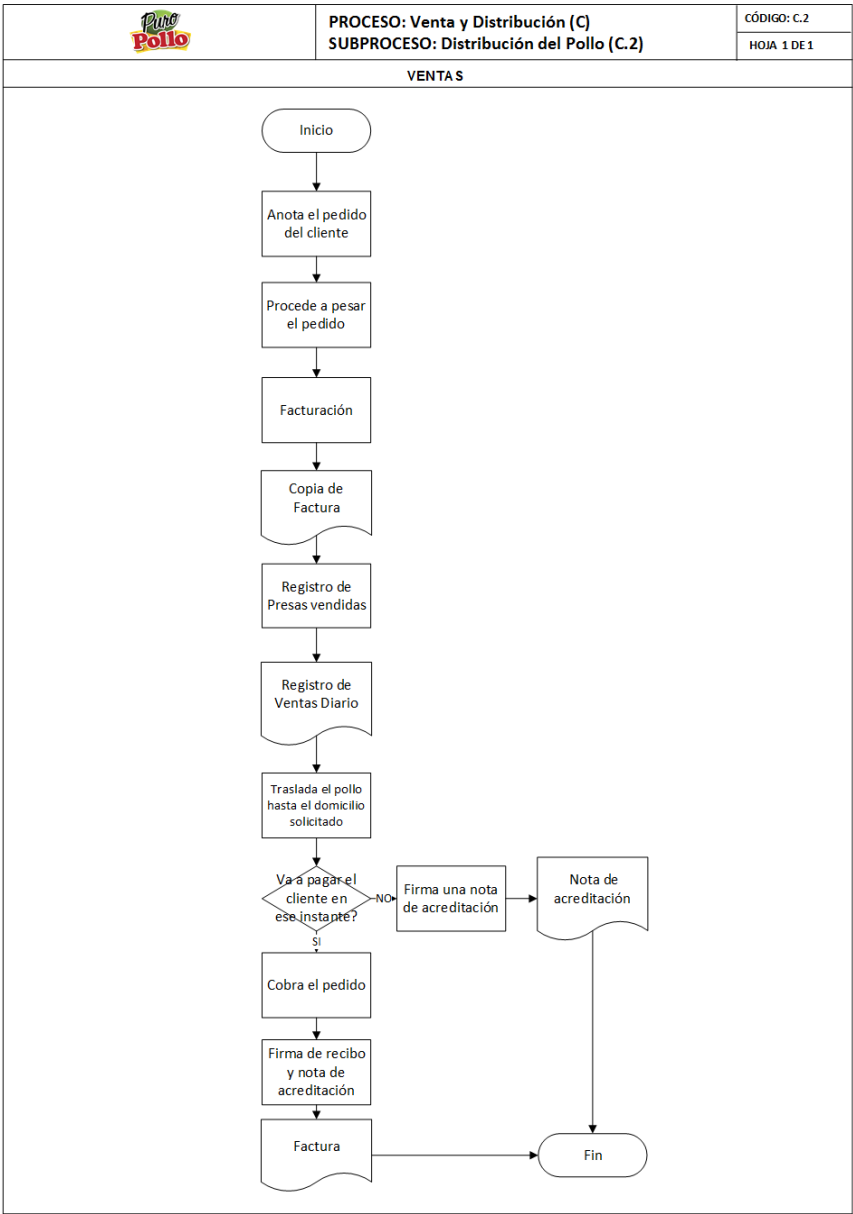 Puro
Pollo
PROCESO: Venta y Distribución (C)
SUBPROCESO: Distribución del Pollo (C.2)
CÓDIGO: C.2
HOJA 1 DE 1
VENTAS
Inicio
Anota el pedido
del cliente
Procede a pesar
el pedido
Facturación
Copia de
Factura
Registro de
Presas vendidas
Registro de
Ventas Diario
Traslada el pollo
hasta el domicilio
solicitado
Va a pagar el
cliente en
ese instante?
NO
Firma una nota
de acreditación
Nota de
acreditación
SI
Cobra el pedido
Firma de recibo
y nota de
acreditación
Factura
Fin